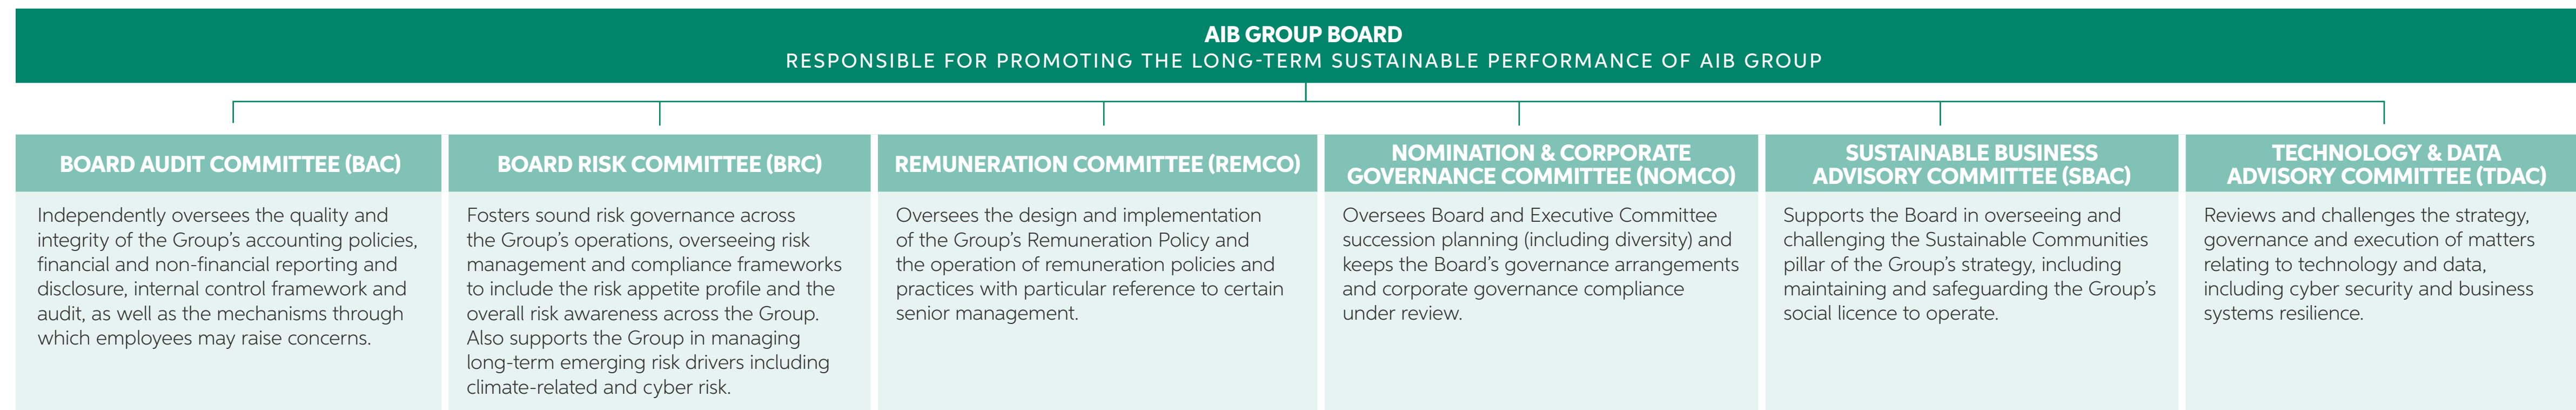 AIB GROUP BOARD
RESPONSIBLE FOR PROMOTING THE LONG-TERM SUSTAINABLE PERFORMANCE OF AIB GROUP
BOARD AUDIT COMMITTEE (BAC)
Independently oversees the quality and
integrity of the Group’s accounting policies,
financial and non-financial reporting and
disclosure, internal control framework and
audit, as well as the mechanisms through
which employees may raise concerns.
BOARD RISK COMMITTEE (BRC)
Fosters sound risk governance across
the Group’s operations, overseeing risk
management and compliance frameworks
to include the risk appetite profile and the
overall risk awareness across the Group.
Also supports the Group in managing
long-term emerging risk drivers including
climate-related and cyber risk.
REMUNERATION COMMITTEE (REMCO)
Oversees the design and implementation
of the Group’s Remuneration Policy and
the operation of remuneration policies and
practices with particular reference to certain
senior management.
NOMINATION & CORPORATE
GOVERNANCE COMMITTEE (NOMCO)
Oversees Board and Executive Committee
succession planning (including diversity) and
keeps the Board’s governance arrangements
and corporate governance compliance
under review.
SUSTAINABLE BUSINESS
ADVISORY COMMITTEE (SBAC)
Supports the Board in overseeing and
challenging the Sustainable Communities
pillar of the Group’s strategy, including
maintaining and safeguarding the Group’s
social licence to operate.
TECHNOLOGY & DATA
ADVISORY COMMITTEE (TDAC)
Reviews and challenges the strategy,
governance and execution of matters
relating to technology and data,
including cyber security and business
systems resilience.